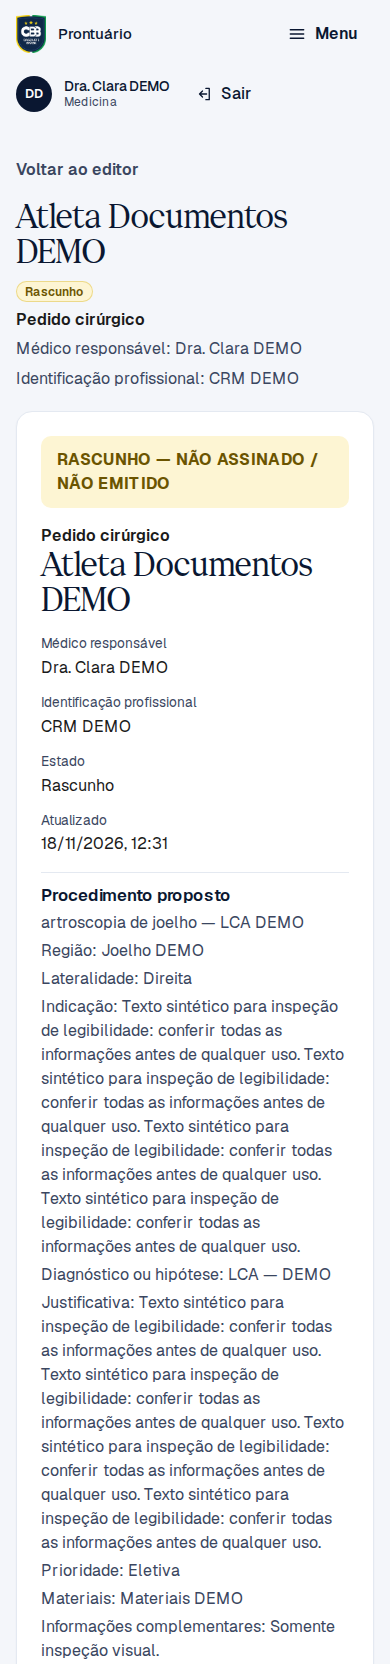 CBB
Prontuário
Menu
DD
Dra. Clara DEMO
Medicina
Sair
Voltar ao editor
Atleta Documentos
DEMO
Rascunho
Pedido cirúrgico
Médico responsável: Dra. Clara DEMO
Identificação profissional: CRM DEMO
RASCUNHO — NÃO ASSINADO /
NÃO EMITIDO
Pedido cirúrgico
Atleta Documentos
DEMO
Médico responsável
Dra. Clara DEMO
Identificação profissional
CRM DEMO
Estado
Rascunho
Atualizado
18/11/2026, 12:31
Procedimento proposto
artroscopia de joelho — LCA DEMO
Região: Joelho DEMO
Lateralidade: Direita
Indicação: Texto sintético para inspeção
de legibilidade: conferir todas as
informações antes de qualquer uso. Texto
sintético para inspeção de legibilidade:
conferir todas as informações antes de
qualquer uso. Texto sintético para
inspeção de legibilidade: conferir todas
as informações antes de qualquer uso.
Texto sintético para inspeção de
legibilidade: conferir todas as
informações antes de qualquer uso.
Diagnóstico ou hipótese: LCA — DEMO
Justificativa: Texto sintético para
inspeção de legibilidade: conferir todas
as informações antes de qualquer uso.
Texto sintético para inspeção de
legibilidade: conferir todas as
informações antes de qualquer uso. Texto
sintético para inspeção de legibilidade:
conferir todas as informações antes de
qualquer uso. Texto sintético para
inspeção de legibilidade: conferir todas
as informações antes de qualquer uso.
Prioridade: Eletiva
Materiais: Materiais DEMO
Informações complementares: Somente
inspeção visual.